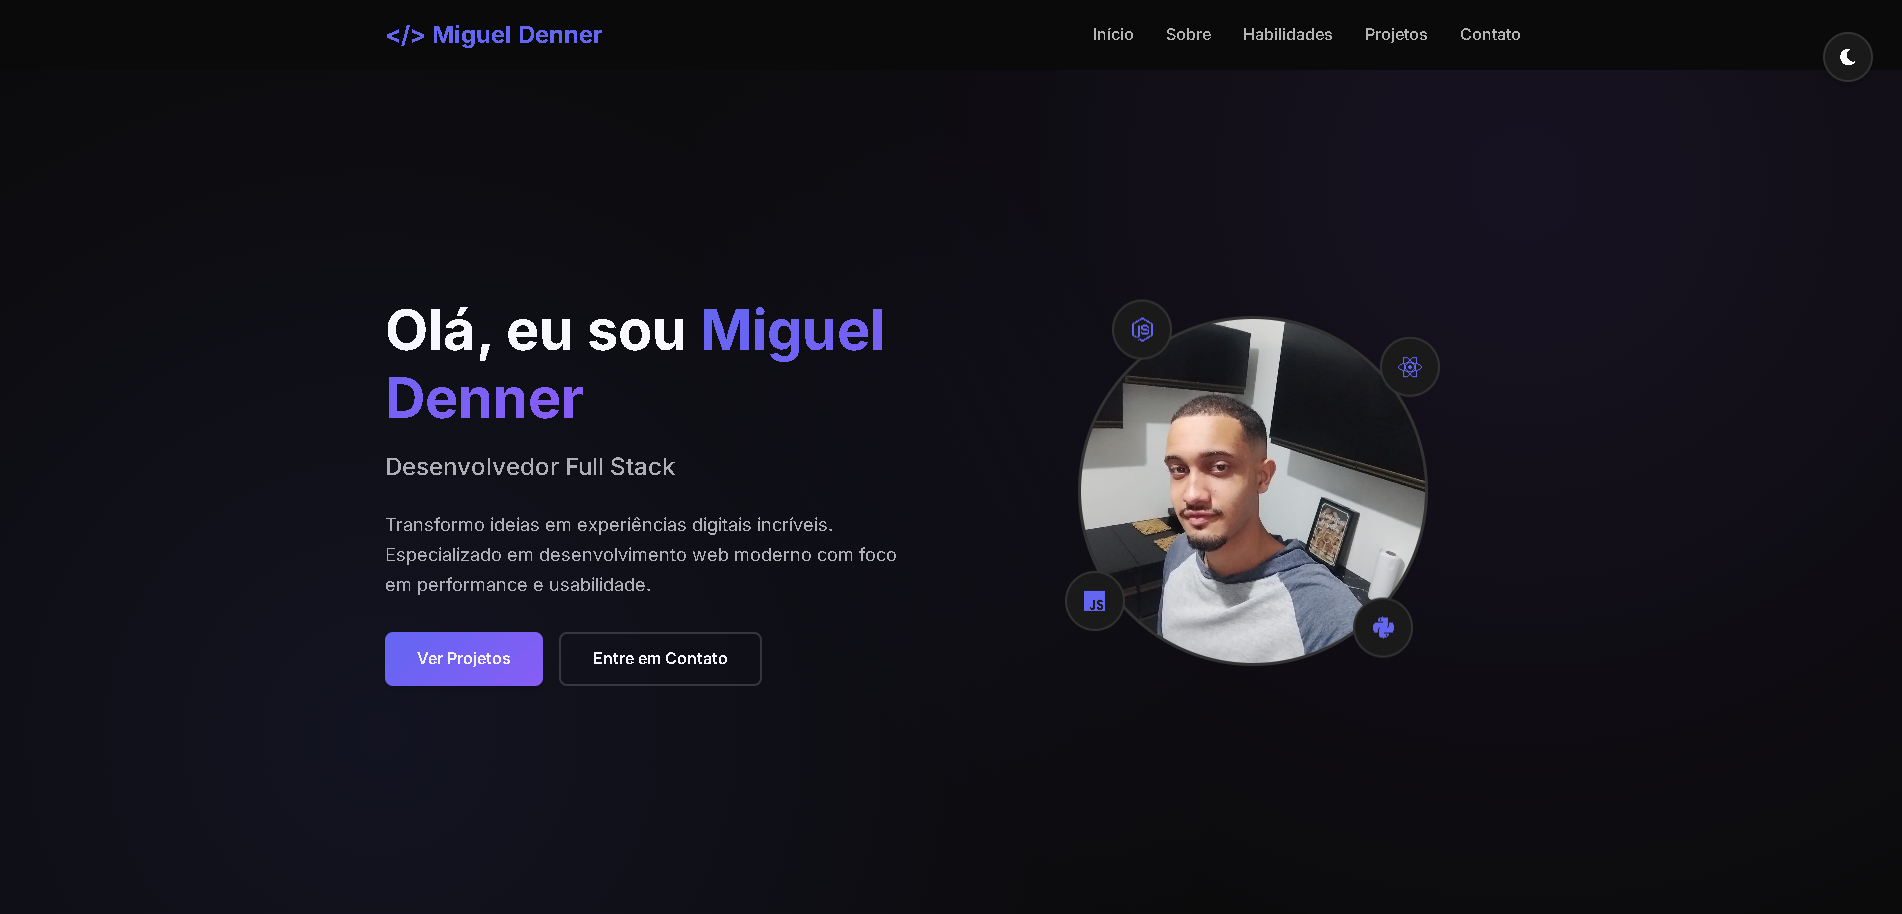 </> Miguel Denner
Início Sobre Habilidades Projetos Contato
Olá, eu sou Miguel
Denner
Desenvolvedor Full Stack
Transformo ideias em experiências digitais incríveis.
Especializado em desenvolvimento web moderno com foco
em performance e usabilidade.
Ver Projetos Entre em Contato
JS
JS